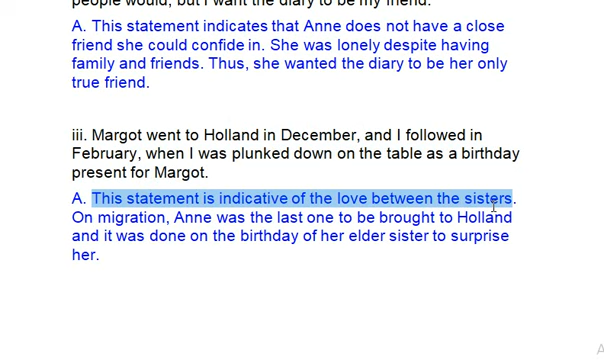 people would, but I want the diary to be my friend.
A. This statement indicates that Anne does not have a close
friend she could confide in. She was lonely despite having
family and friends. Thus, she wanted the diary to be her only
true friend.
iii. Margot went to Holland in December, and I followed in
February, when I was plunked down on the table as a birthday
present for Margot.
A. This statement is indicative of the love between the sisters.
On migration, Anne was the last one to be brought to Holland
and it was done on the birthday of her elder sister to surprise
her.
A